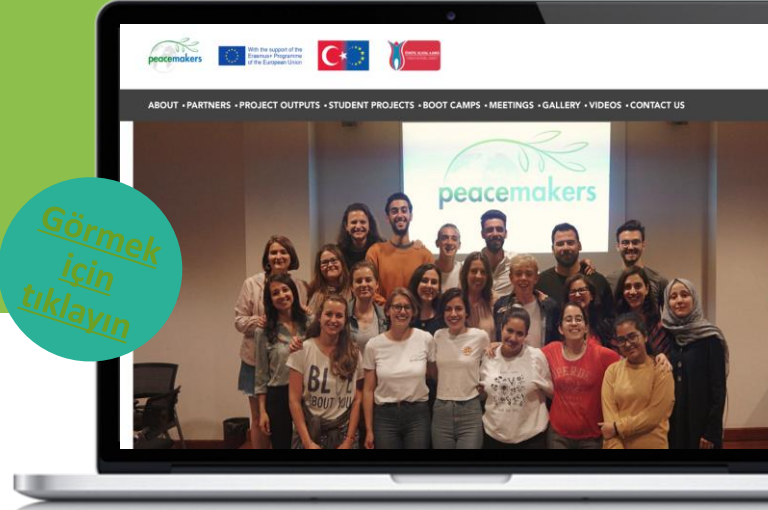 peacemakers
With the support of the
Erasmus+ Programme
of the European Union
ABOUT • PARTNERS • PROJECT OUTPUTS • STUDENT PROJECTS • BOOT CAMPS • MEETINGS • GALLERY • VIDEOS • CONTACT US
peacemakers
Görmek
için
tıklayın